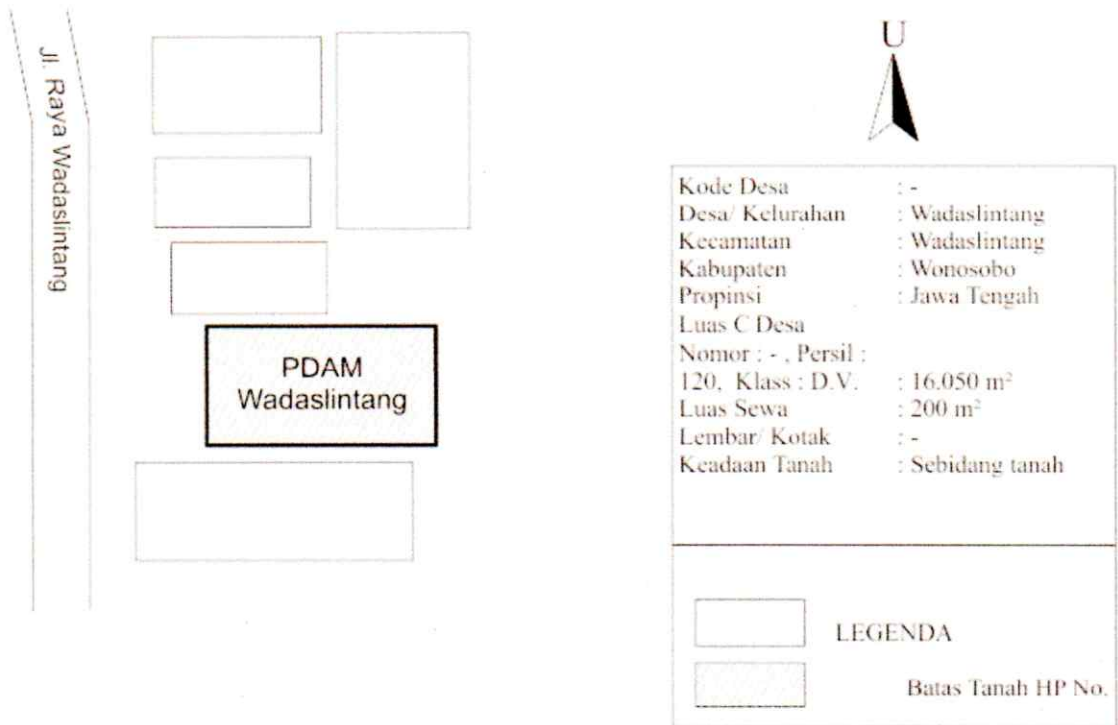 Jl. Raya Wadaslintang
PDAM
Wadaslintang
U
Kode Desa : -
Desa/ Kelurahan : Wadaslintang
Kecamatan : Wadaslintang
Kabupaten : Wonosobo
Propinsi : Jawa Tengah
Luas C Desa
Nomor : - , Persil :
120, Klass : D.V. : 16.050 m²
Luas Sewa : 200 m²
Lembar/ Kotak : -
Keadaan Tanah : Sebidang tanah
LEGENDA
Batas Tanah HP No.